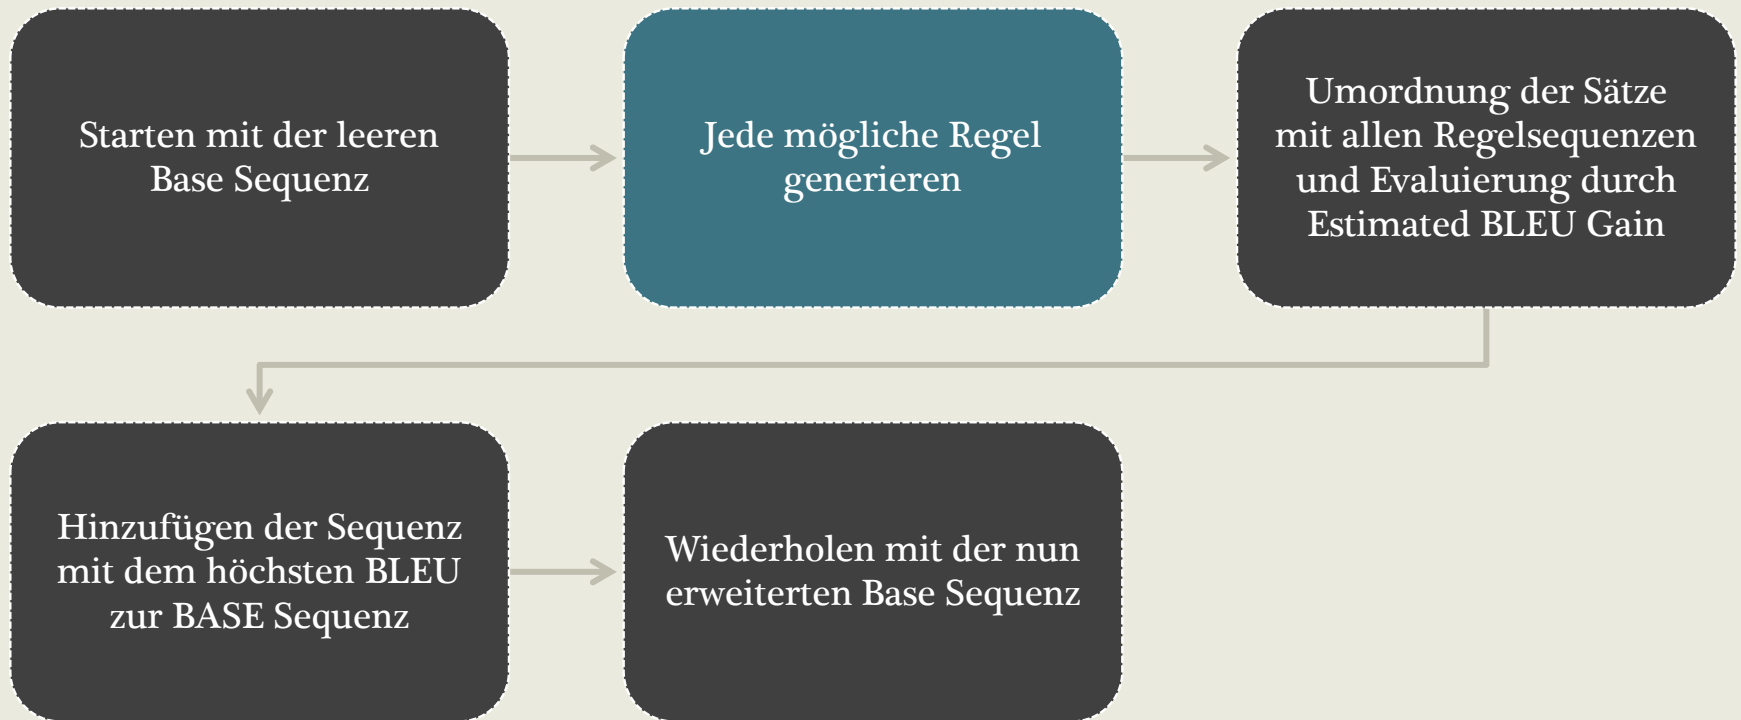 Starten mit der leeren
Base Sequenz
Jede mögliche Regel
generieren
Umordnung der Sätze
mit allen Regelsequenzen
und Evaluierung durch
Estimated BLEU Gain
Hinzufügen der Sequenz
mit dem höchsten BLEU
zur BASE Sequenz
Wiederholen mit der nun
erweiterten Base Sequenz